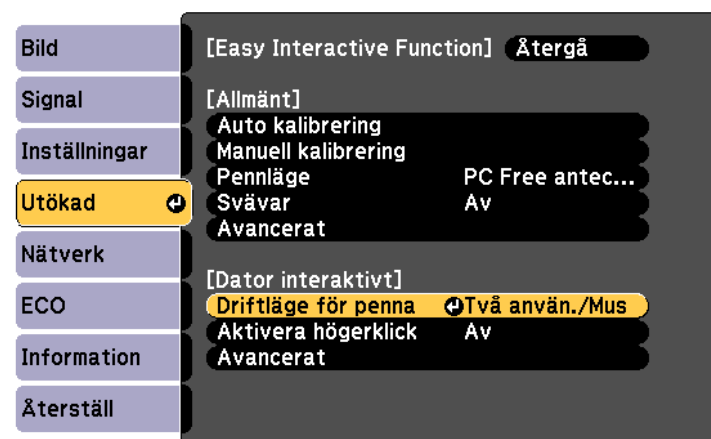 Bild
Signal
Inställningar
Utökad
Nätverk
ECO
Information
Återställ
[Easy Interactive Function] Återgå
[Allmänt]
Auto kalibrering
Manuell kalibrering
Pennläge PC Free antec...
Svävar Av
Avancerat
[Dator interaktivt]
Driftläge för penna Två använ./Mus
Aktivera högerklick Av
Avancerat